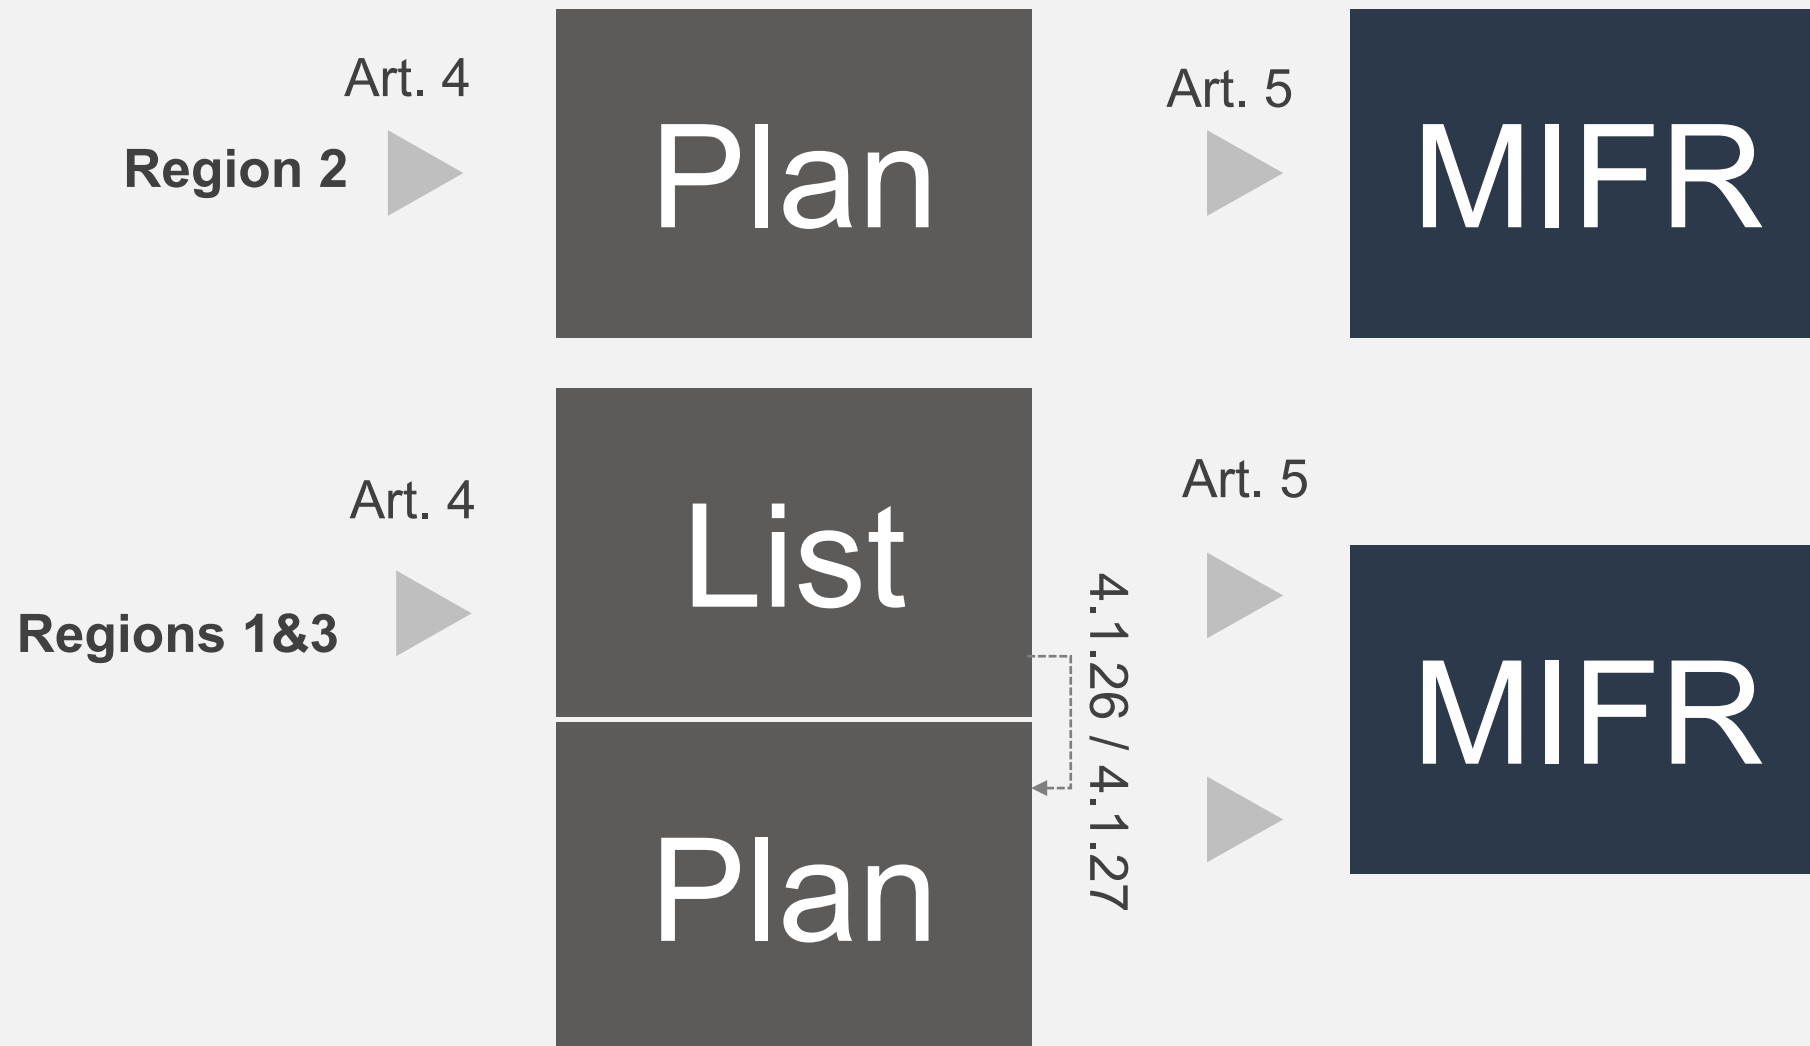 Art. 4
Region 2
Plan
Art. 5
MIFR
Art. 4
Regions 1&3
List
4.1.26 / 4.1.27
Plan
Art. 5
MIFR